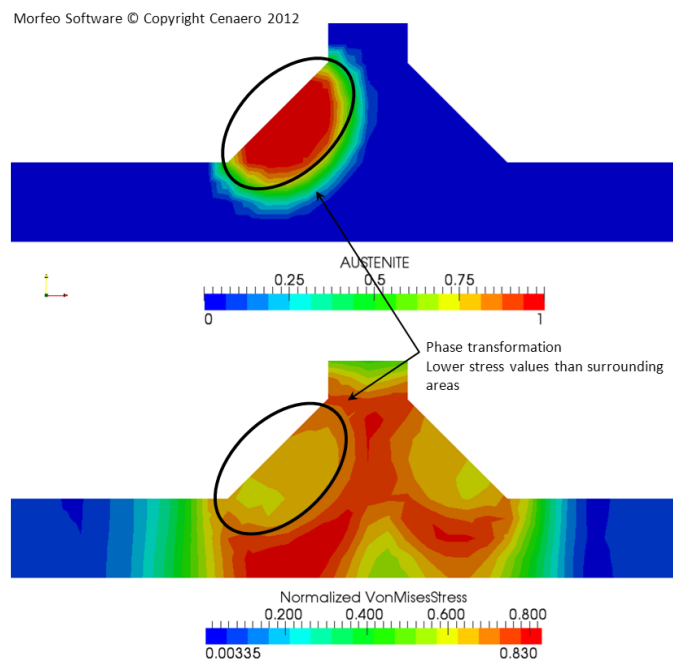 Morfeo Software © Copyright Cenaero 2012
AUSTENITE
0.25 0.5 0.75
0 1
Phase transformation
Lower stress values than surrounding
areas
Normalized VonMisesStress
0.200 0.400 0.600 0.800
0.00335 0.830